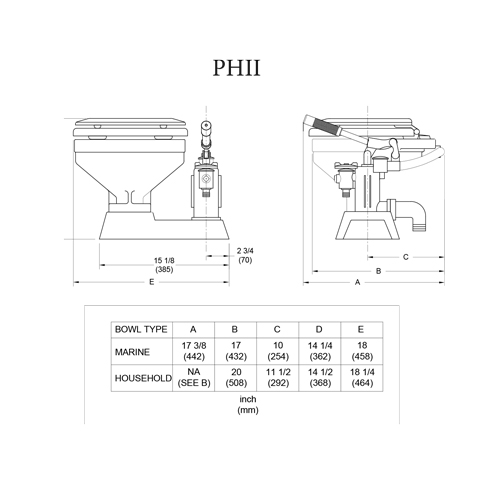 PHII
2 3/4
(70)
15 1/8
(385)
E
C
B
A
BOWL TYPE A B C D E
MARINE 17 3/8 (442) 17 (432) 10 (254) 14 1/4 (362) 18 (458)
HOUSEHOLD NA (SEE B) 20 (508) 11 1/2 (292) 14 1/2 (368) 18 1/4 (464)
inch
(mm)